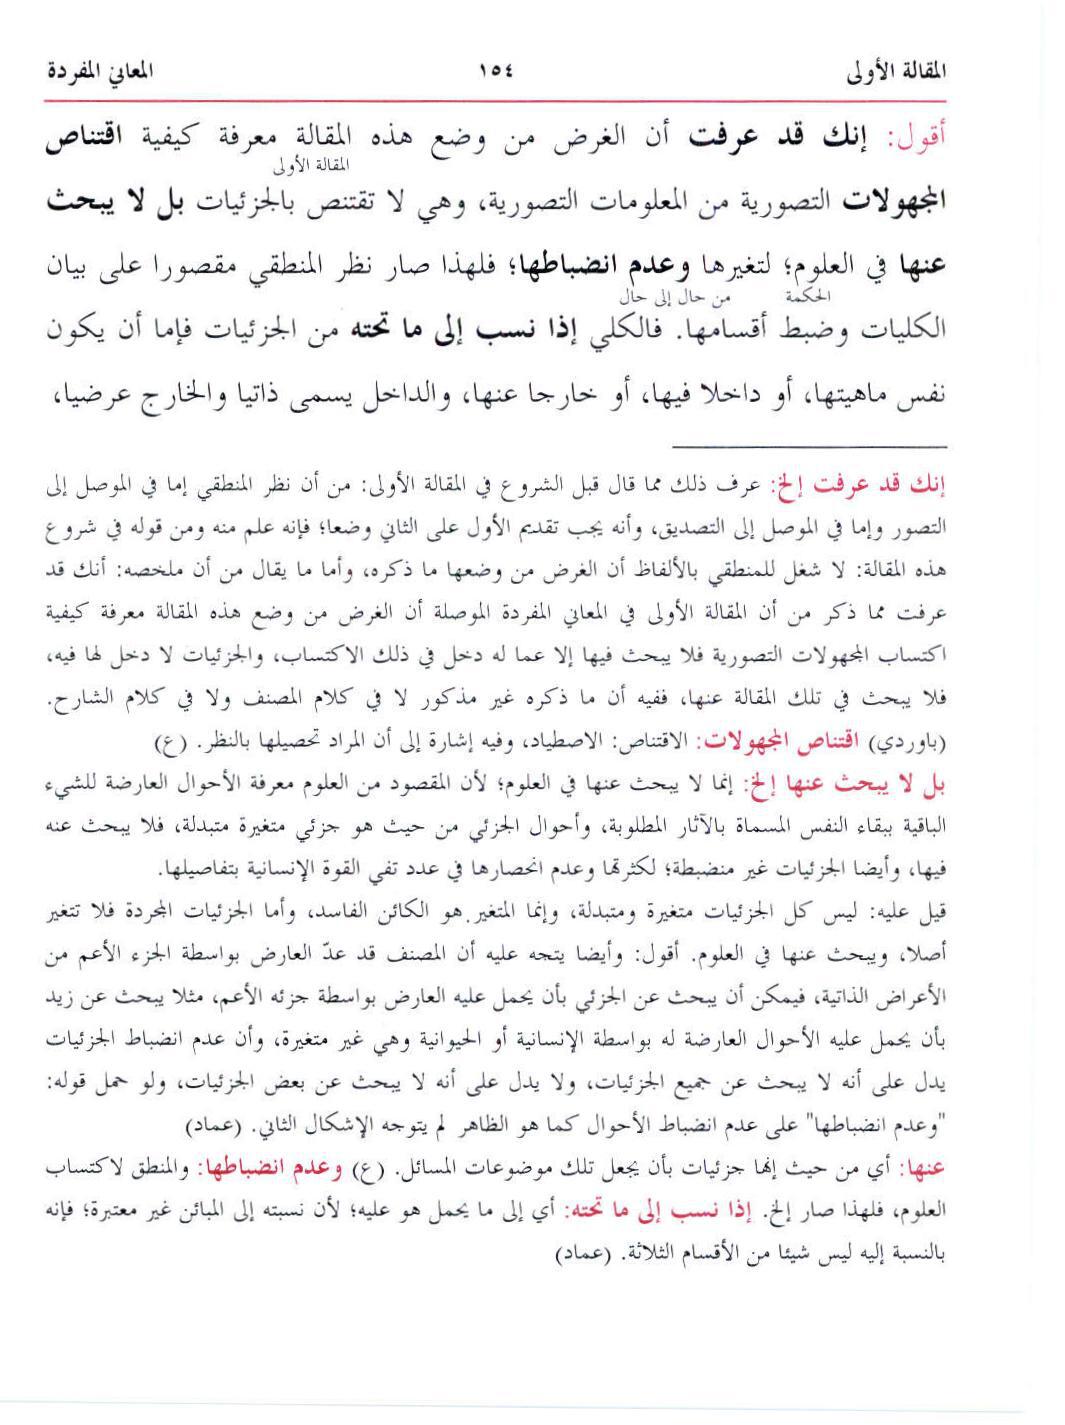 المقالة الأولى ١٥٤ المعاني المفردة
أقول: إنك قد عرفت أن الغرض من وضع هذه المقالة معرفة كيفية اقتناص
المقالة الأولى
المجهولات التصورية من المعلومات التصورية، وهي لا تقتنص بالجزئيات بل لا يبحث
عنها في العلوم؛ لتغيرها وعدم انضباطها؛ فلهذا صار نظر المنطقي مقصورا على بيان
الحكمة من حال إلى حال
الكليات وضبط أقسامها. فالكلي إذا نسب إلى ما تحته من الجزئيات فإما أن يكون
نفس ماهيتها، أو داخلا فيها، أو خارجا عنها، والداخل يسمى ذاتيا والخارج عرضيا،
إنك قد عرفت إلخ: عرف ذلك مما قال قبل الشروع في المقالة الأولى: من أن نظر المنطقي إما في الموصل إلى
التصور وإما في الموصل إلى التصديق، وأنه يجب تقديم الأول على الثاني وضعا؛ فإنه علم منه ومن قوله في شروع
هذه المقالة: لا شغل للمنطقي بالألفاظ أن الغرض من وضعها ما ذكره، وأما ما يقال من أن ملخصه: أنك قد
عرفت مما ذكر من أن المقالة الأولى في المعاني المفردة الموصلة أن الغرض من وضع هذه المقالة معرفة كيفية
اكتساب المجهولات التصورية فلا يبحث فيها إلا عما له دخل في ذلك الاكتساب، والجزئيات لا دخل لها فيه،
فلا يبحث في تلك المقالة عنها، ففيه أن ما ذكره غير مذكور لا في كلام المصنف ولا في كلام الشارح.
(باوردي) اقتناص المجهولات: الاقتناص: الاصطياد، وفيه إشارة إلى أن المراد تحصيلها بالنظر. (ع)
بل لا يبحث عنها إلخ: إنما لا يبحث عنها في العلوم؛ لأن المقصود من العلوم معرفة الأحوال العارضة للشيء
الباقية ببقاء النفس المسماة بالآثار المطلوبة، وأحوال الجزئي من حيث هو جزئي متغيرة متبدلة، فلا يبحث عنه
فيها، وأيضا الجزئيات غير منضبطة؛ لكثرتها وعدم انحصارها في عدد تفي القوة الإنسانية بتفاصيلها.
قيل عليه: ليس كل الجزئيات متغيرة ومتبدلة، وإنما المتغير هو الكائن الفاسد، وأما الجزئيات المجردة فلا تتغير
أصلا، ويبحث عنها في العلوم. أقول: وأيضا يتجه عليه أن المصنف قد عدّ العارض بواسطة الجزء الأعم من
الأعراض الذاتية، فيمكن أن يبحث عن الجزئي بأن يحمل عليه العارض بواسطة جزئه الأعم، مثلا يبحث عن زيد
بأن يحمل عليه الأحوال العارضة له بواسطة الإنسانية أو الحيوانية وهي غير متغيرة، وأن عدم انضباط الجزئيات
يدل على أنه لا يبحث عن جميع الجزئيات، ولا يدل على أنه لا يبحث عن بعض الجزئيات، ولو حمل قوله:
"وعدم انضباطها" على عدم انضباط الأحوال كما هو الظاهر لم يتوجه الإشكال الثاني. (عماد)
عنها: أي من حيث إنها جزئيات بأن يجعل تلك موضوعات المسائل. (ع) وعدم انضباطها: والمنطق لاكتساب
العلوم، فلهذا صار إلخ. إذا نسب إلى ما تحته: أي إلى ما يحمل هو عليه؛ لأن نسبته إلى المبائن غير معتبرة؛ فإنه
بالنسبة إليه ليس شيئا من الأقسام الثلاثة. (عماد)